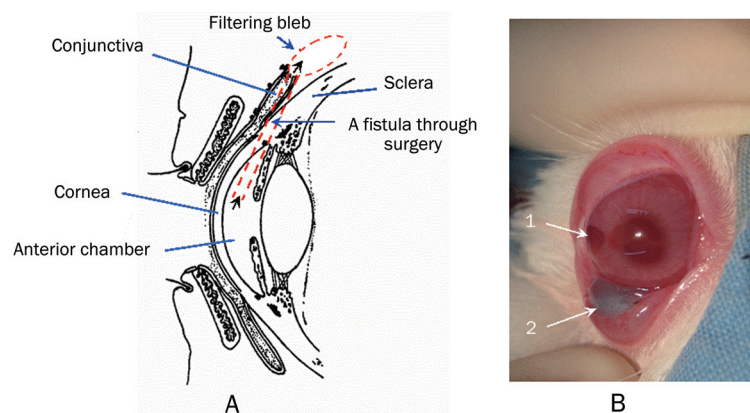 Filtering bleb
Conjunctiva
Sclera
A fistula through
surgery
Cornea
Anterior chamber
A
1
2
B